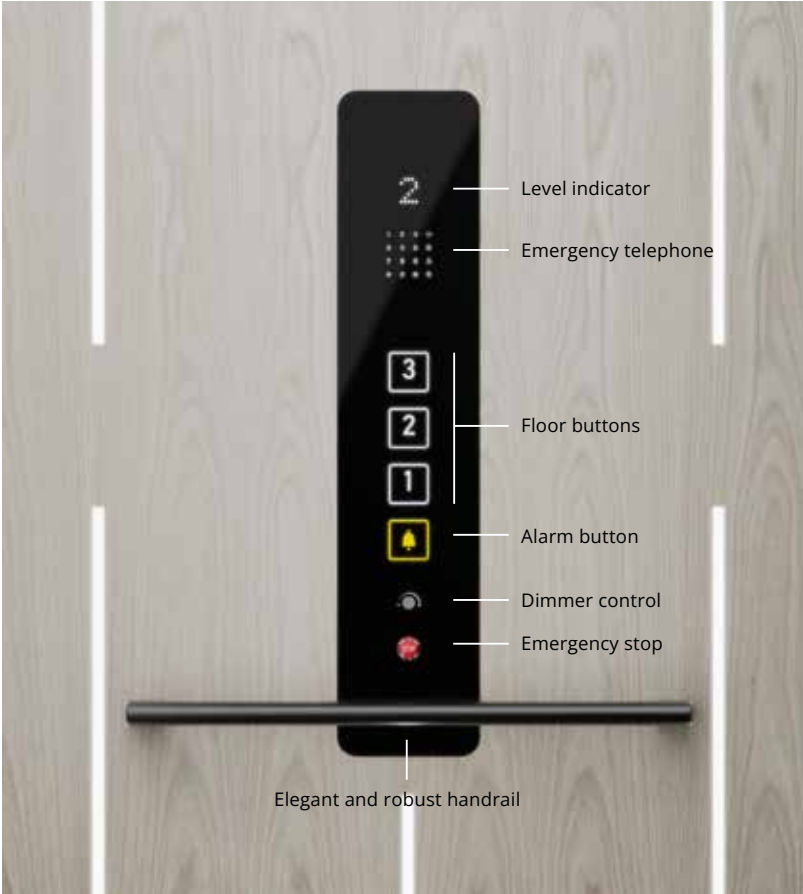 2
Level indicator
Emergency telephone
3
2
Floor buttons
1
Alarm button
Dimmer control
Emergency stop
Elegant and robust handrail